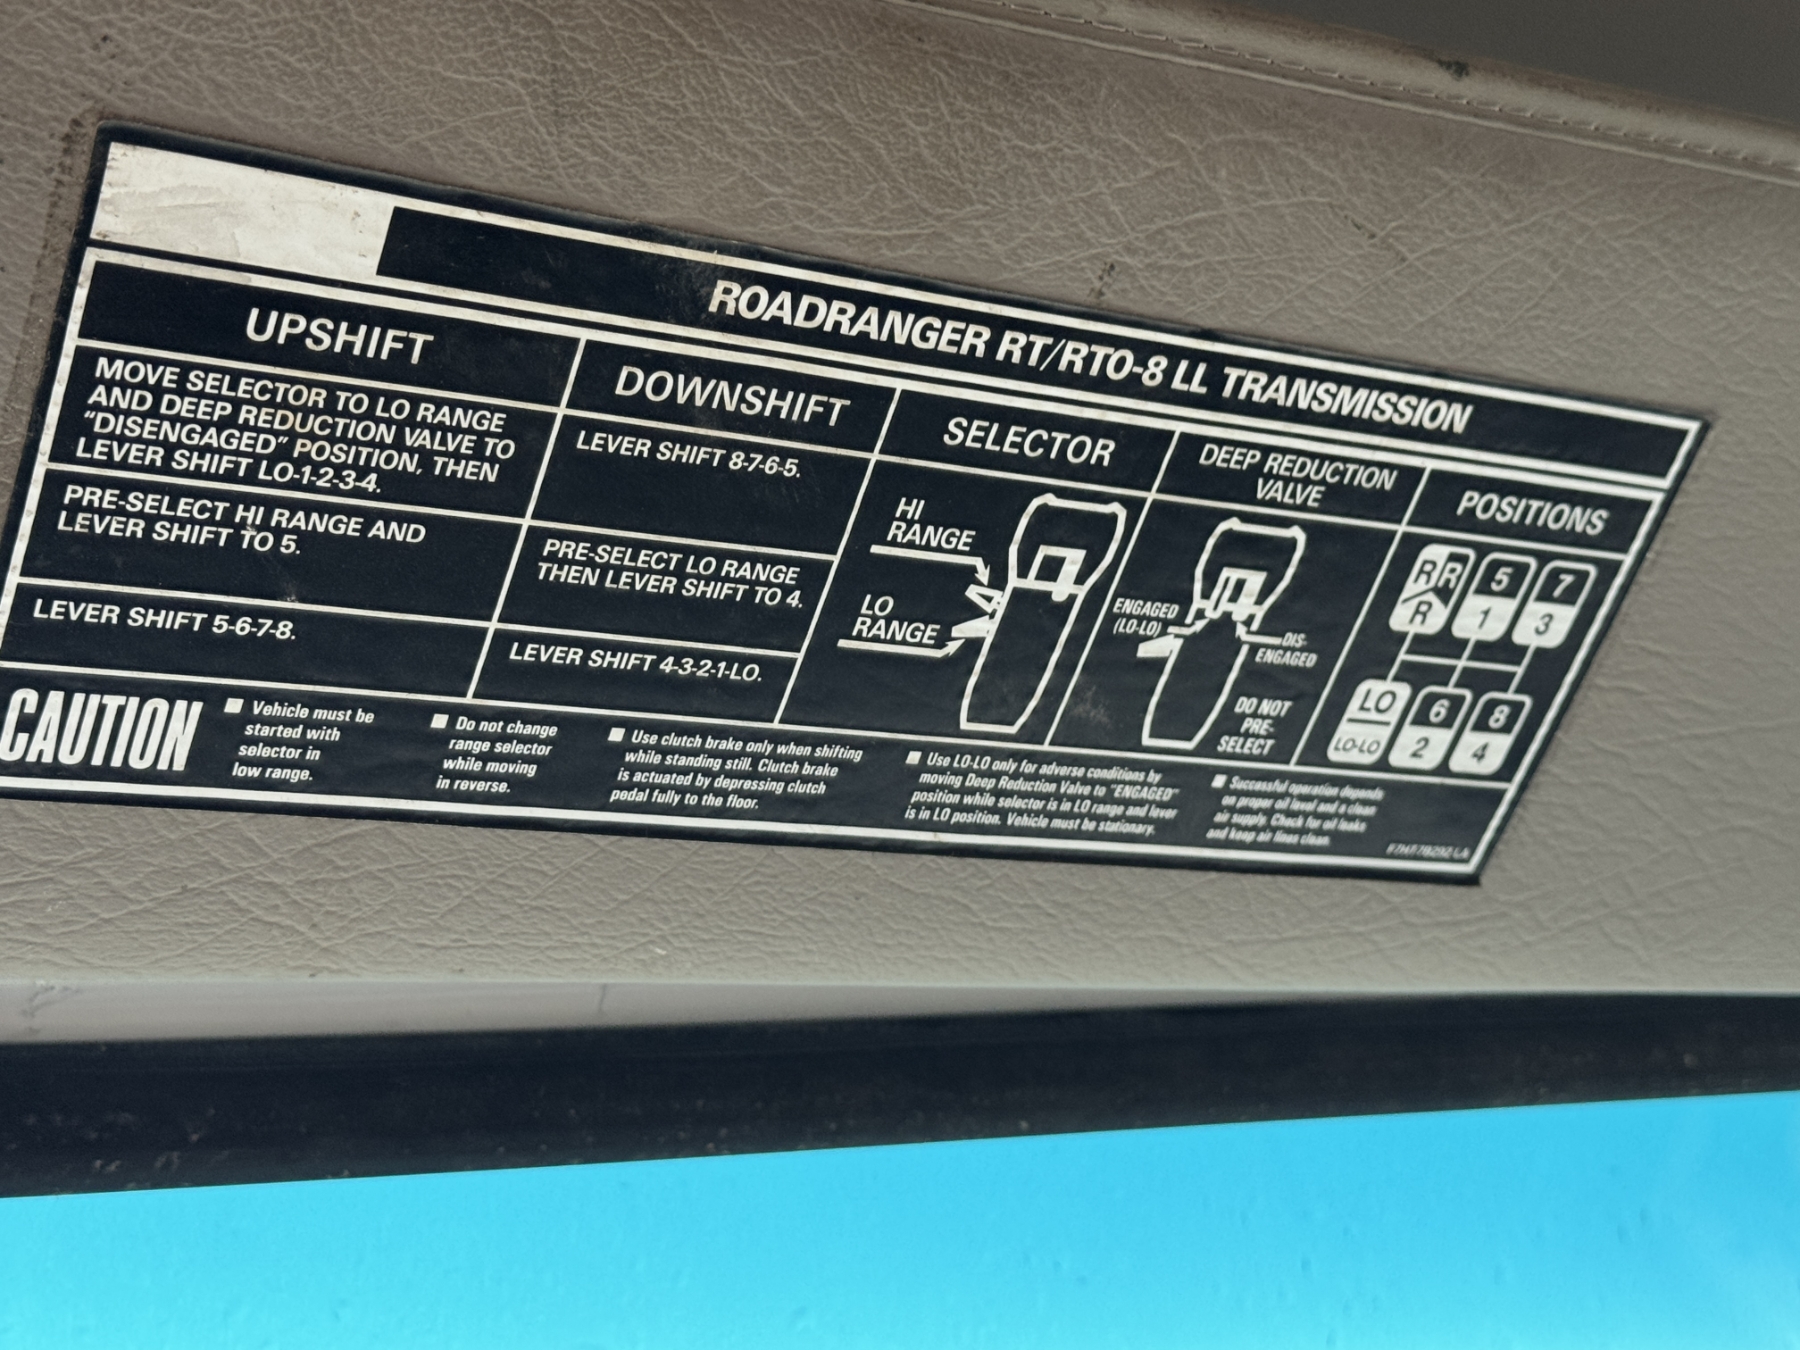 ROADRANGER RT/RTO-8 LL TRANSMISSION
UPSHIFT
MOVE SELECTOR TO LO RANGE
AND DEEP REDUCTION VALVE TO
"DISENGAGED" POSITION, THEN
LEVER SHIFT LO-1-2-3-4.
PRE-SELECT HI RANGE AND
LEVER SHIFT TO 5.
LEVER SHIFT 5-6-7-8.
DOWNSHIFT
LEVER SHIFT 8-7-6-5.
PRE-SELECT LO RANGE
THEN LEVER SHIFT TO 4.
LEVER SHIFT 4-3-2-1-LO.
SELECTOR
HI
RANGE
LO
RANGE
DEEP REDUCTION
VALVE
ENGAGED
(LO-LO)
DIS-
ENGAGED
DO NOT
PRE-
SELECT
POSITIONS
R R 5 7
R 1 3
LO 6 8
LO-LO 2 4
CAUTION
■ Vehicle must be
started with
selector in
low range.
■ Do not change
range selector
while moving
in reverse.
■ Use clutch brake only when shifting
while standing still. Clutch brake
is actuated by depressing clutch
pedal fully to the floor.
■ Use LO-LO only for adverse conditions by
moving Deep Reduction Valve to "ENGAGED"
position while selector is in LO range and lever
is in LO position. Vehicle must be stationary.
■ Successful operation depends
on proper oil level and a clean
air supply. Check for oil leaks
and keep air lines clean.